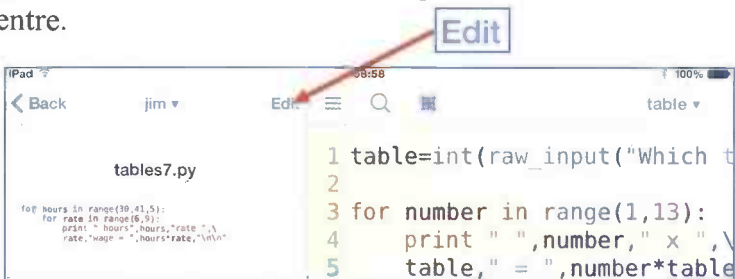 entre.
Edit
iPad 08:58 100%
Back jim Edit table
tables7.py
for hours in range(30,41,5):
for rate in range(6,9):
print " hours",hours,"rate ",\
rate,"wage = ",hours*rate,"\n\n"
1 table=int(raw_input("Which t
2
3 for number in range(1,13):
4 print " ",number," x ",\
5 table," = ",number*table